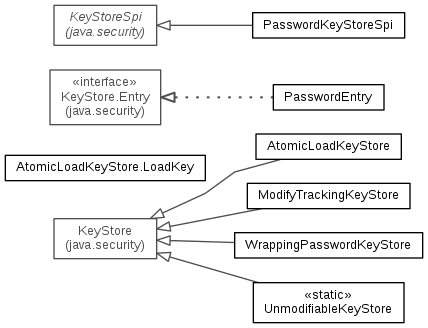 KeyStoreSpi
(java.security)
PasswordKeyStoreSpi
«interface»
KeyStore.Entry
(java.security)
PasswordEntry
AtomicLoadKeyStore
AtomicLoadKeyStore.LoadKey
ModifyTrackingKeyStore
KeyStore
(java.security)
WrappingPasswordKeyStore
«static»
UnmodifiableKeyStore